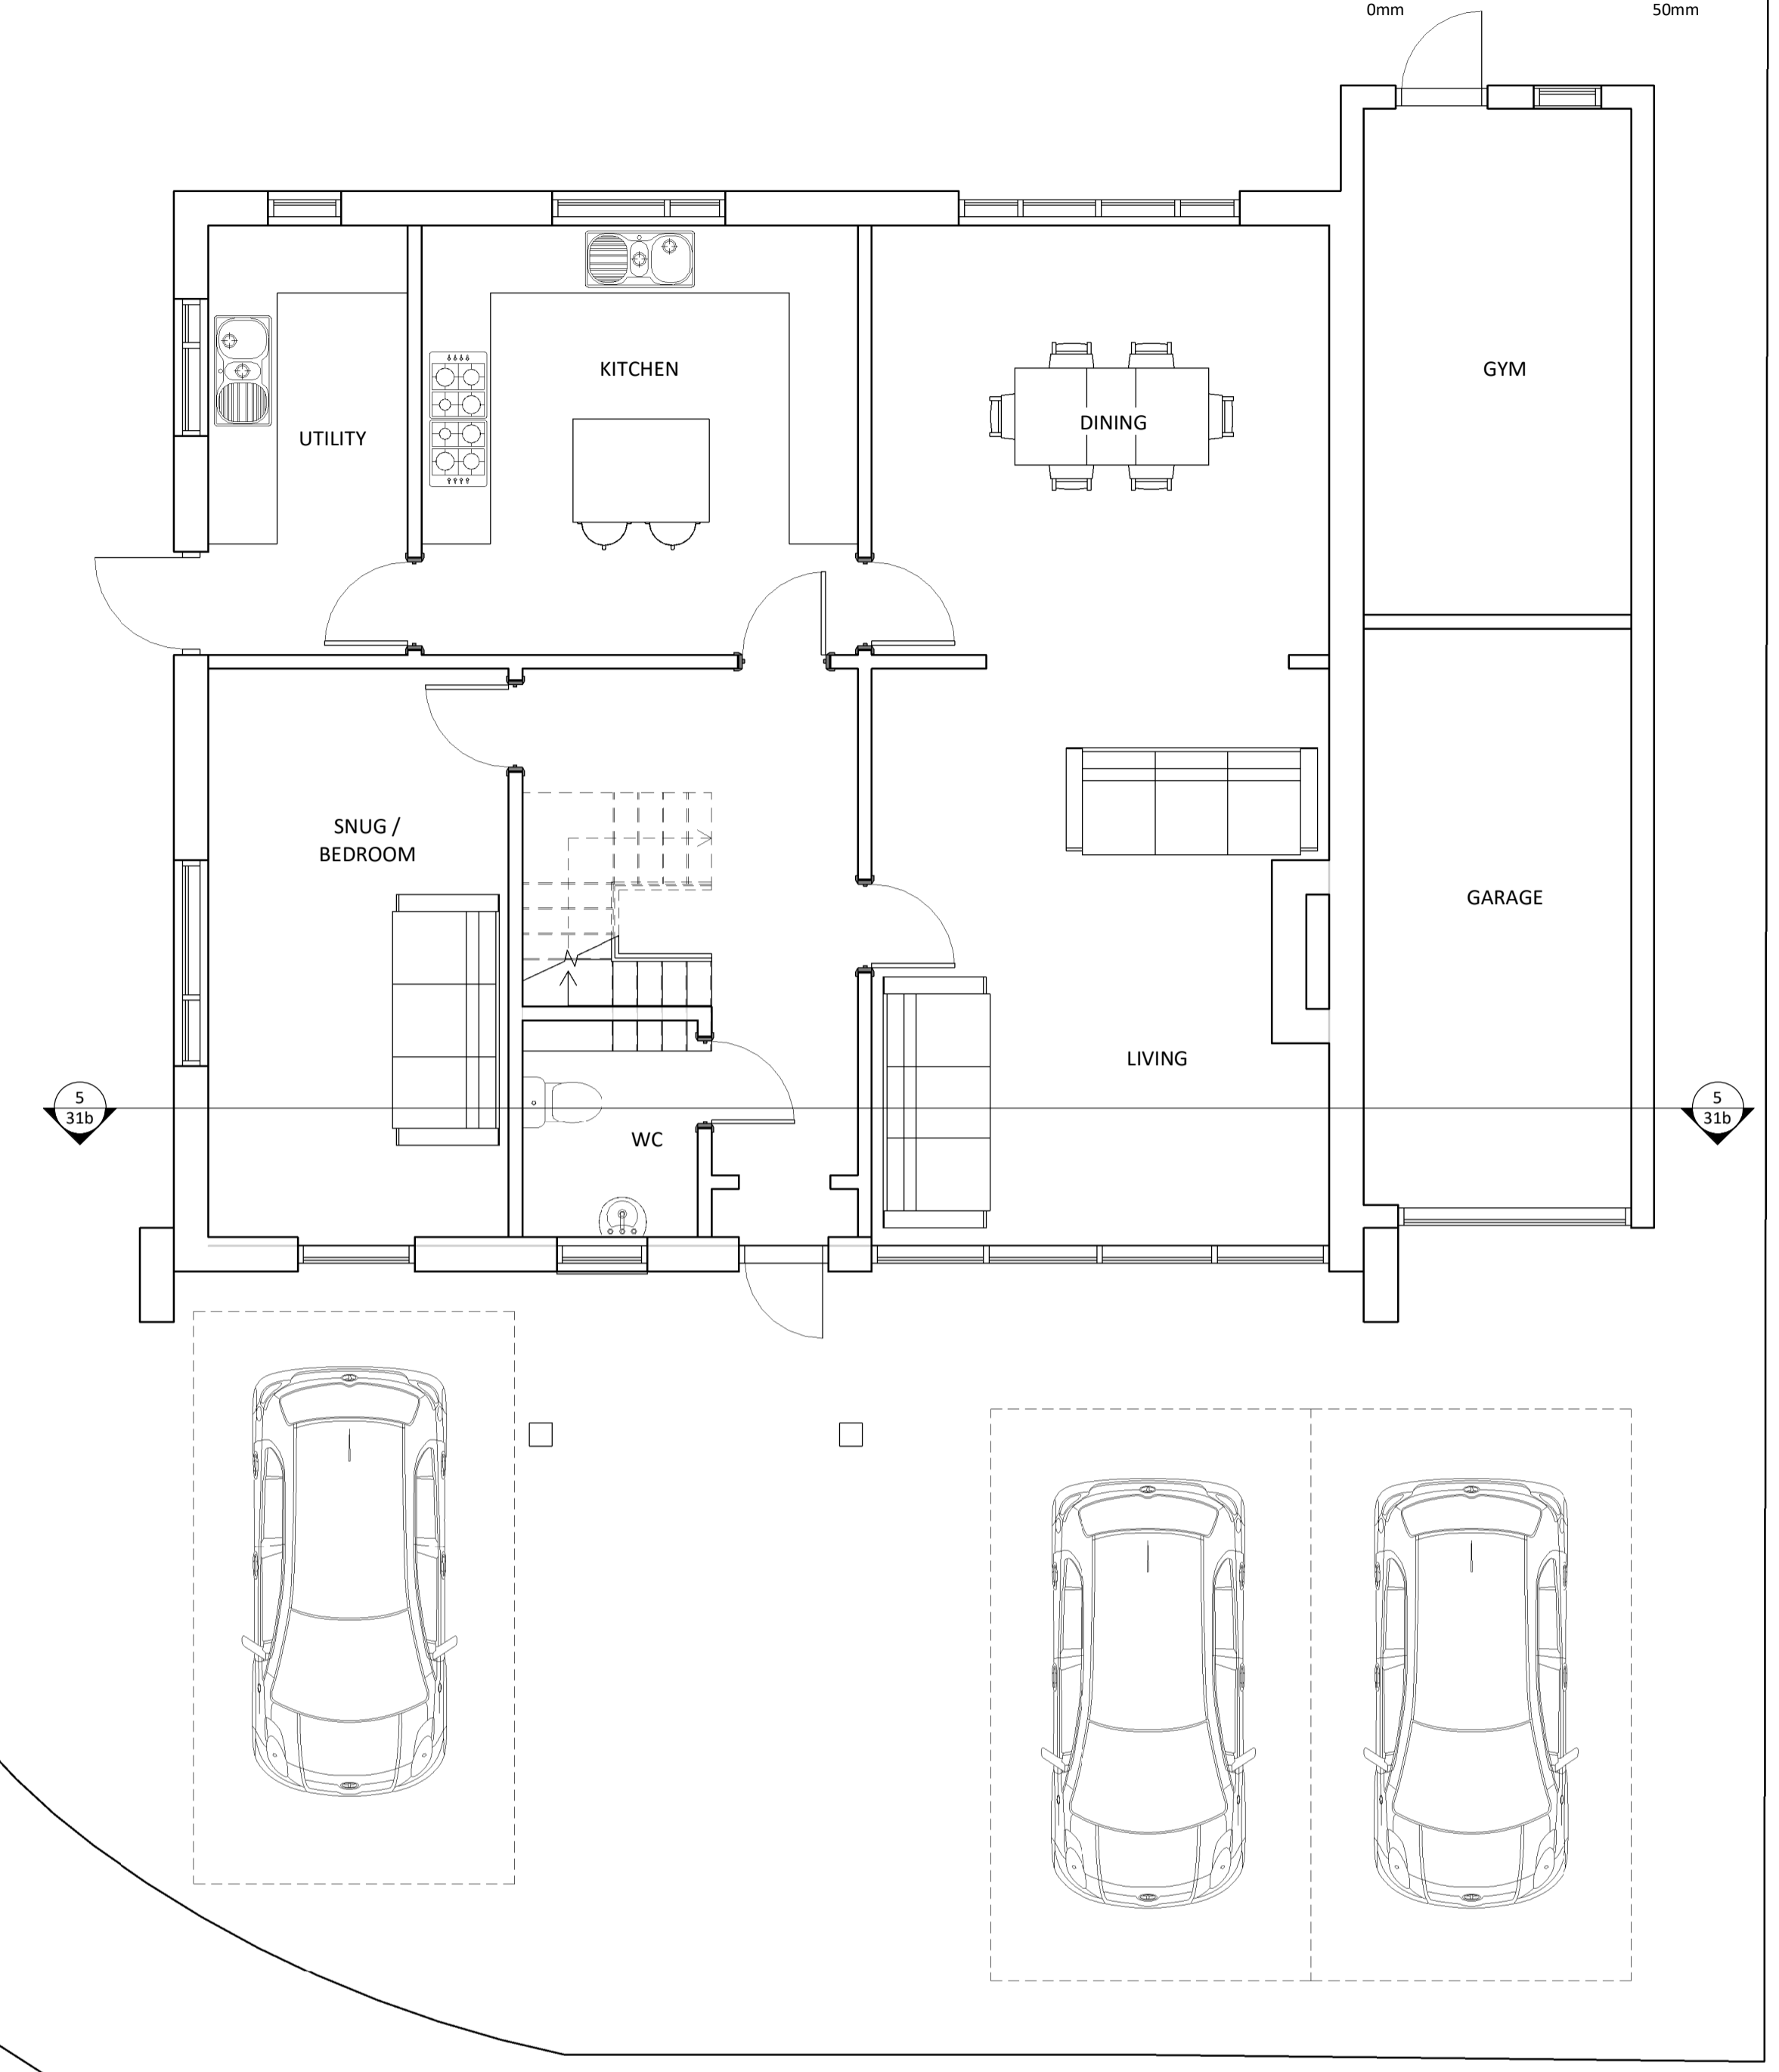 0mm
50mm
KITCHEN
GYM
DINING
UTILITY
SNUG /
BEDROOM
GARAGE
LIVING
5
31b
5
31b
WC